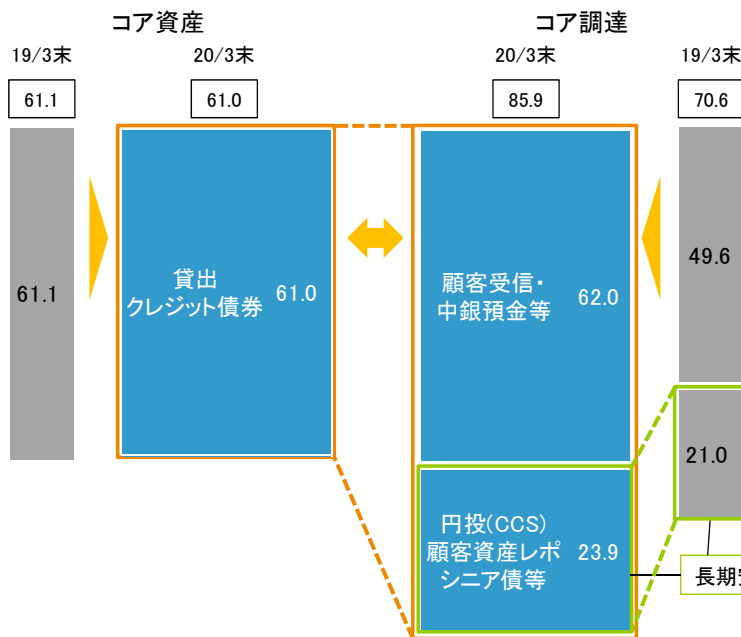 コア資産
コア調達
19/3末
20/3末
20/3末
19/3末
61.1
61.0
85.9
70.6
61.1
貸出
クレジット債券
61.0
顧客受信・
中銀預金等
62.0
49.6
円投(CCS)
顧客資産レポ
シニア債等
23.9
21.0
長期